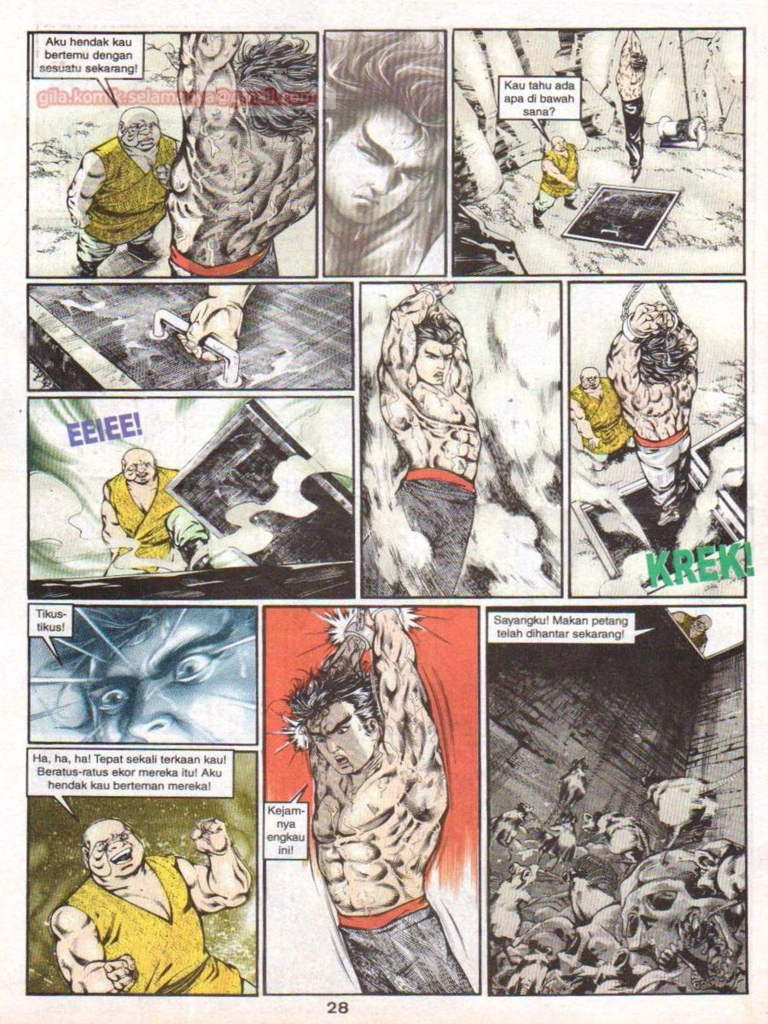 Aku hendak kau
bertemu dengan
sesuatu sekarang!
Kau tahu ada
apa di bawah
sana?
EEIEE!
KREK!
Tikus-
tikus!
Ha, ha, ha! Tepat sekali terkaan kau!
Beratus-ratus ekor mereka itu! Aku
hendak kau berteman mereka!
Kejam-
nya
engkau
ini!
Sayangku! Makan petang
telah dihantar sekarang!
28